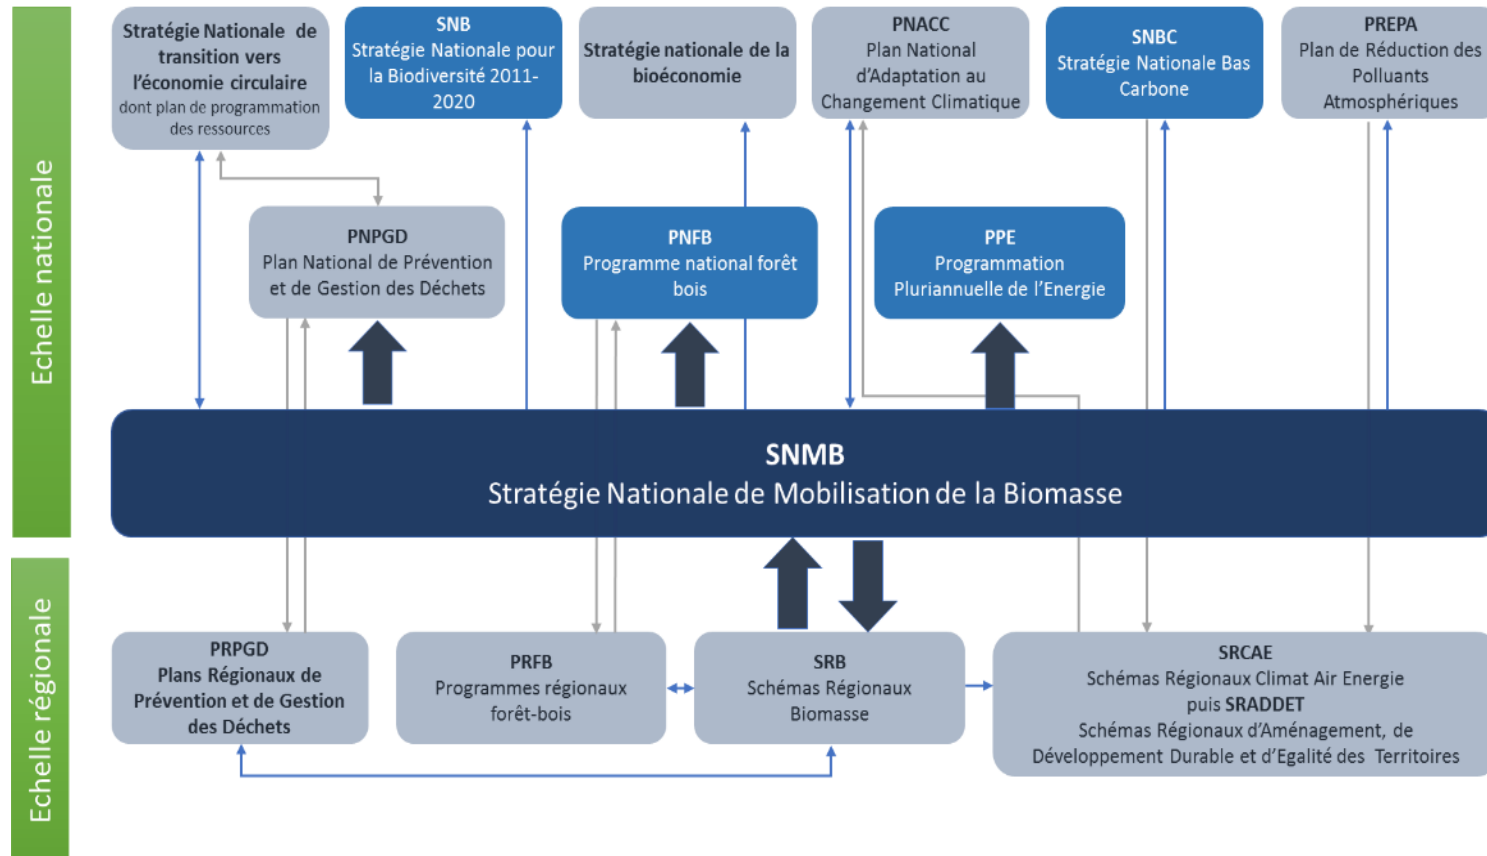 Echelle nationale
Stratégie Nationale de
transition vers
l’économie circulaire
dont plan de programmation
des ressources
SNB
Stratégie Nationale pour
la Biodiversité 2011-
2020
Stratégie nationale de la
bioéconomie
PNACC
Plan National
d’Adaptation au
Changement Climatique
SNBC
Stratégie Nationale Bas
Carbone
PREPA
Plan de Réduction des
Polluants
Atmosphériques
PNPGD
Plan National de Prévention
et de Gestion des Déchets
PNFB
Programme national forêt
bois
PPE
Programmation
Pluriannuelle de l’Energie
SNMB
Stratégie Nationale de Mobilisation de la Biomasse
Echelle régionale
PRPGD
Plans Régionaux de
Prévention et de Gestion
des Déchets
PRFB
Programmes régionaux
forêt-bois
SRB
Schémas Régionaux
Biomasse
SRCAE
Schémas Régionaux Climat Air Energie
puis SRADDET
Schémas Régionaux d’Aménagement, de
Développement Durable et d’Egalité des Territoires